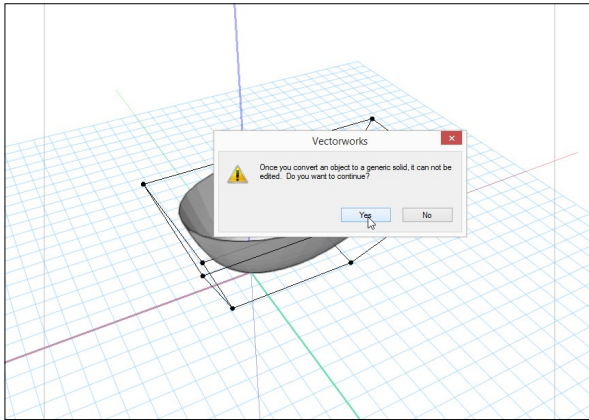 Vectorworks
Once you convert an object to a generic solid, it can not be
edited. Do you want to continue?
Yes
No